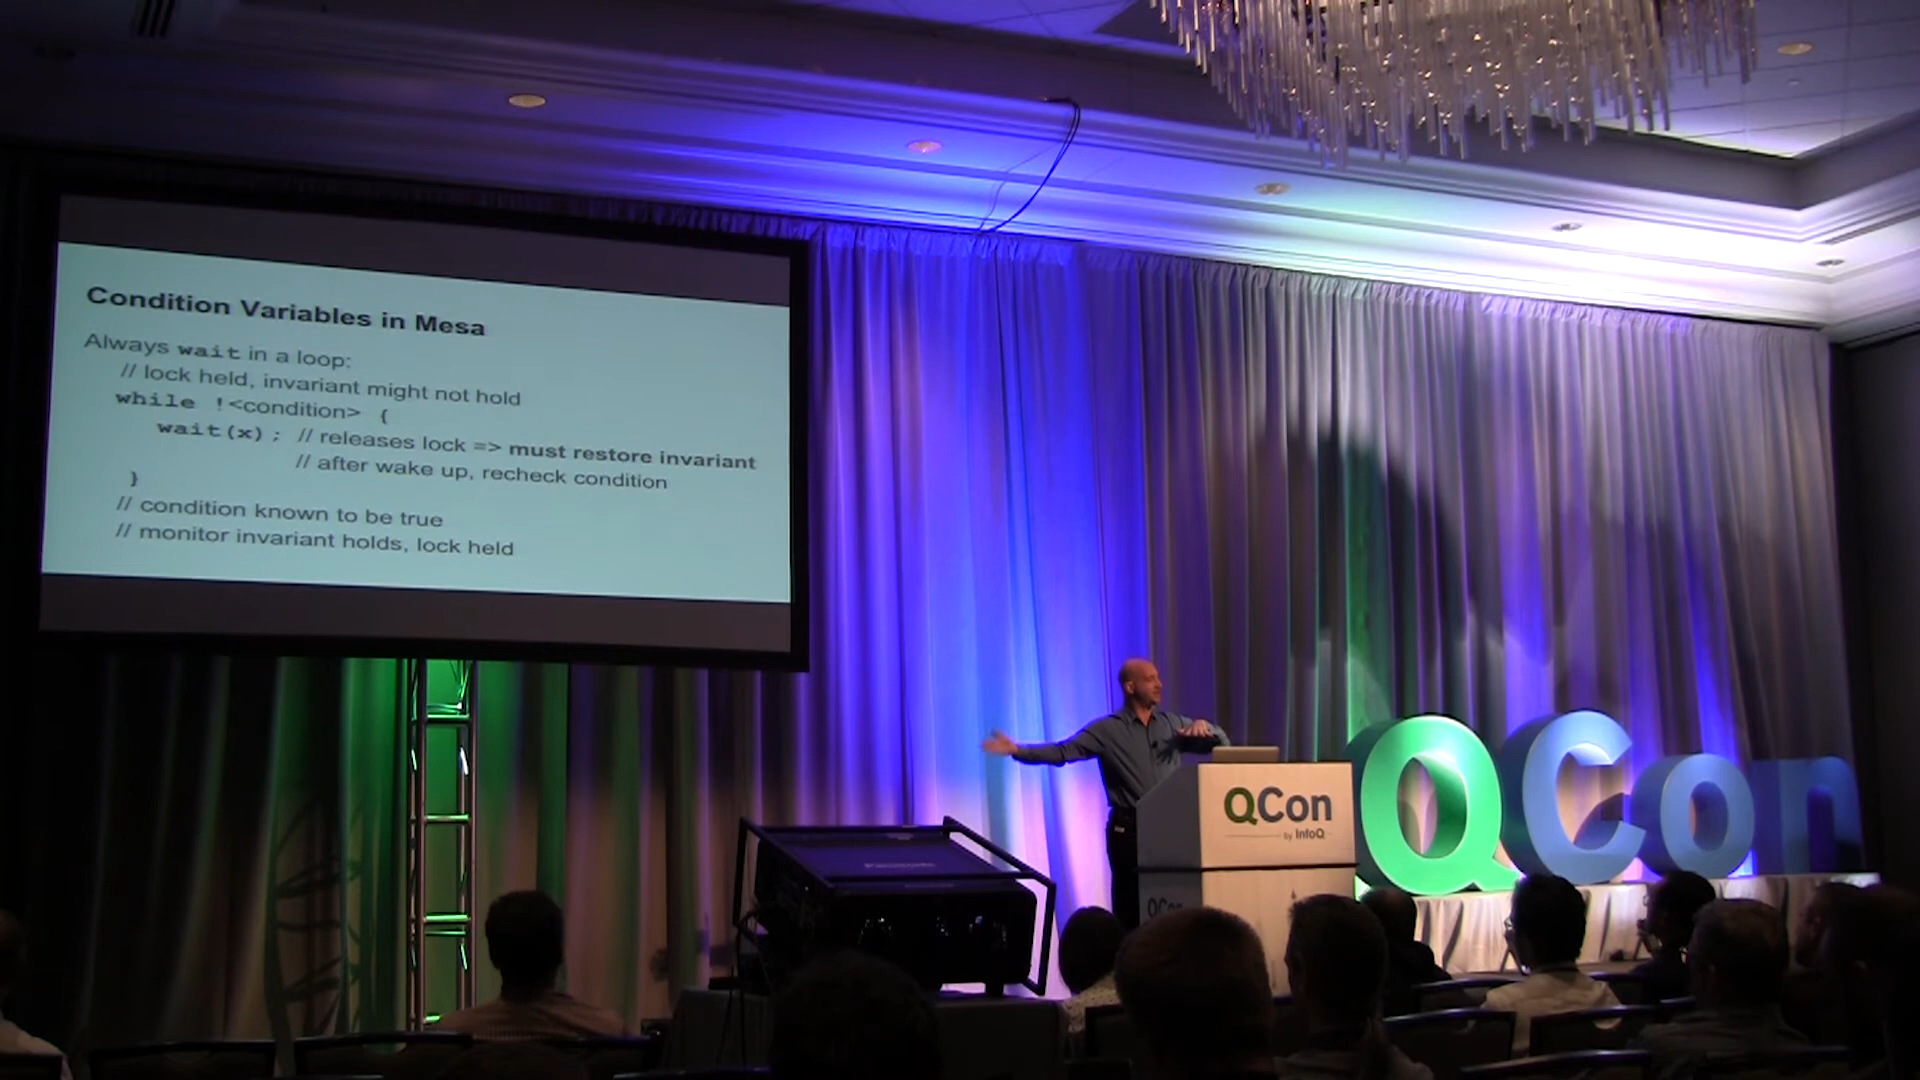 Condition Variables in Mesa
Always wait in a loop:
// lock held, invariant might not hold
while !<condition> {
wait(x); // releases lock => must restore invariant
// after wake up, recheck condition
}
// condition known to be true
// monitor invariant holds, lock held
QCon
by InfoQ
QCon
QCon